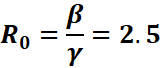 R₀ = β/γ = 2.5